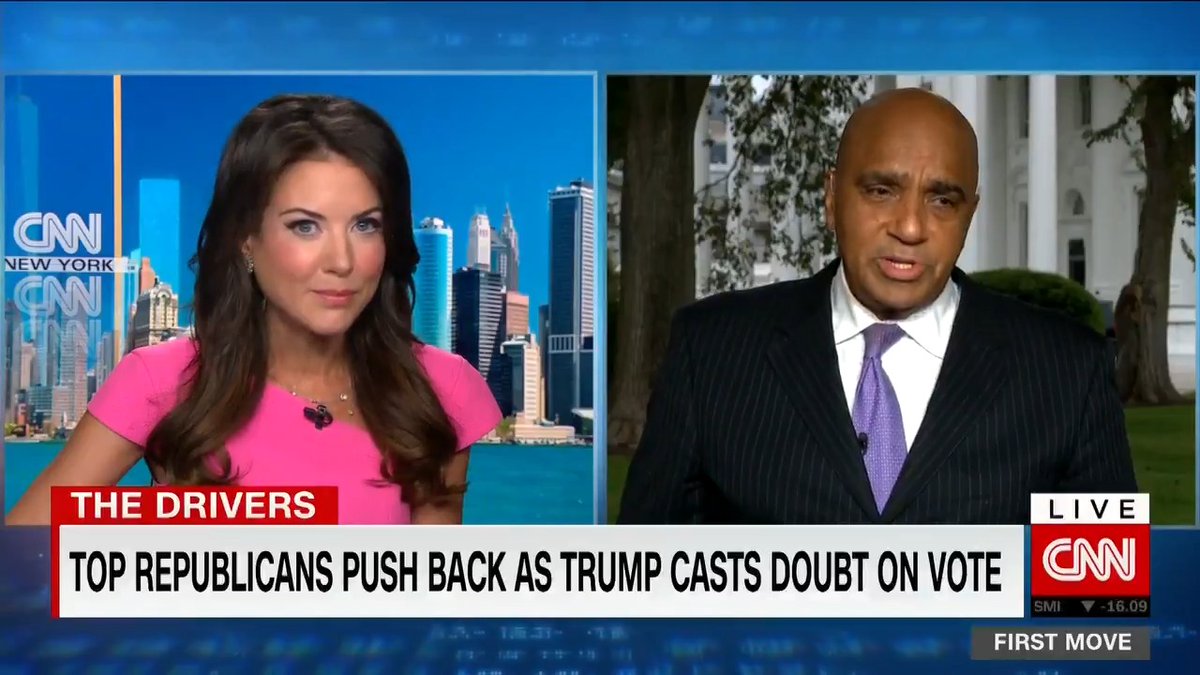 CNN
NEW YORK
CNN
CNN
THE DRIVERS
TOP REPUBLICANS PUSH BACK AS TRUMP CASTS DOUBT ON VOTE
LIVE
CNN
SMI ▼ -16.09
FIRST MOVE